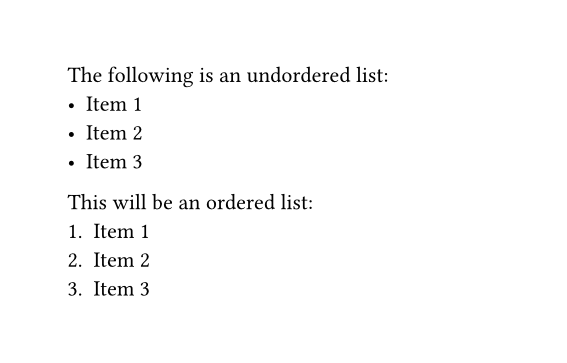 The following is an undordered list:
• Item 1
• Item 2
• Item 3
This will be an ordered list:
1. Item 1
2. Item 2
3. Item 3